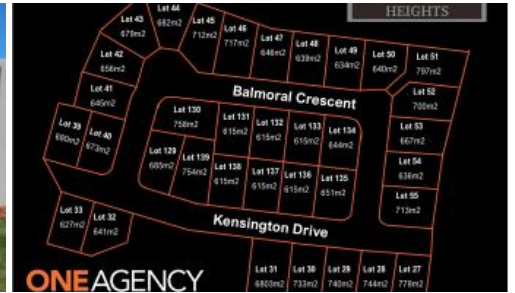 HEIGHTS
Lot 44
682m2
Lot 43
679m2
Lot 45
712m2
Lot 46
717m2
Lot 47
646m2
Lot 48
639m2
Lot 49
634m2
Lot 50
640m2
Lot 51
797m2
Lot 42
656m2
Lot 41
645m2
Lot 52
700m2
Balmoral Crescent
Lot 39
660m2
Lot 40
673m2
Lot 130
758m2
Lot 131
615m2
Lot 132
615m2
Lot 133
615m2
Lot 134
644m2
Lot 53
667m2
Lot 129
685m2
Lot 139
754m2
Lot 138
615m2
Lot 137
615m2
Lot 136
615m2
Lot 135
651m2
Lot 54
636m2
Lot 55
713m2
Lot 33
627m2
Lot 32
641m2
Kensington Drive
Lot 31
6803m2
Lot 30
733m2
Lot 29
740m2
Lot 28
744m2
Lot 27
778m2
ONEAGENCY